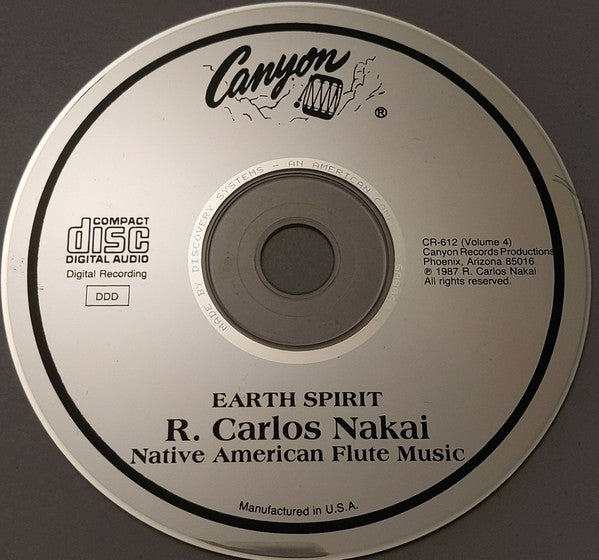 Canyon
®
MADE BY DISCOVERY SYSTEMS - AN AMERICAN
COMPACT
disc
DIGITAL AUDIO
Digital Recording
DDD
CR-612 (Volume 4)
Canyon Records Productions
Phoenix, Arizona 85016
℗ 1987 R. Carlos Nakai
All rights reserved.
EARTH SPIRIT
R. Carlos Nakai
Native American Flute Music
Manufactured in U.S.A.